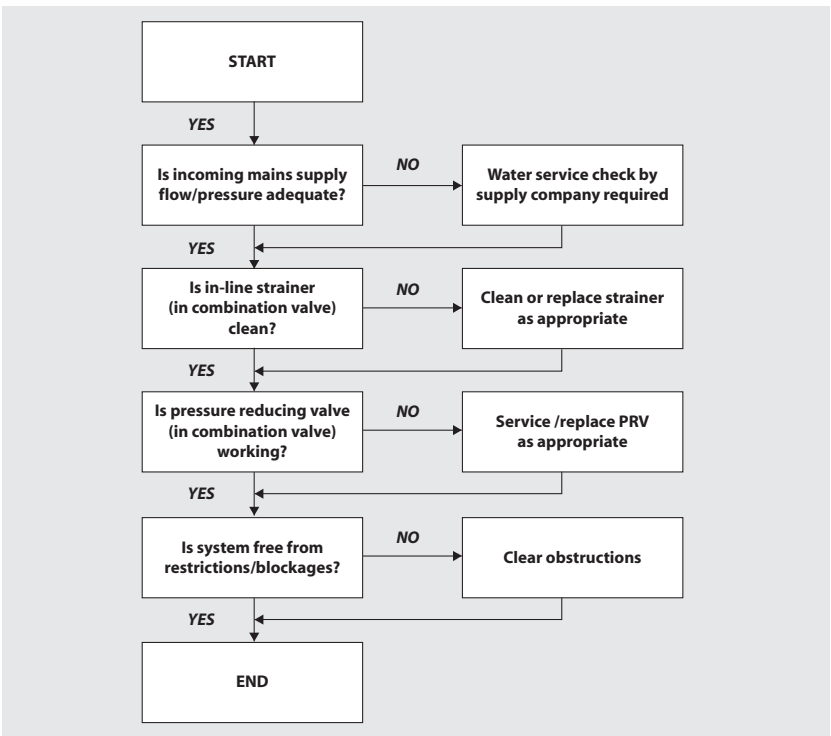 START
YES
Is incoming mains supply
flow/pressure adequate?
NO
Water service check by
supply company required
YES
Is in-line strainer
(in combination valve)
clean?
NO
Clean or replace strainer
as appropriate
YES
Is pressure reducing valve
(in combination valve)
working?
NO
Service /replace PRV
as appropriate
YES
Is system free from
restrictions/blockages?
NO
Clear obstructions
YES
END